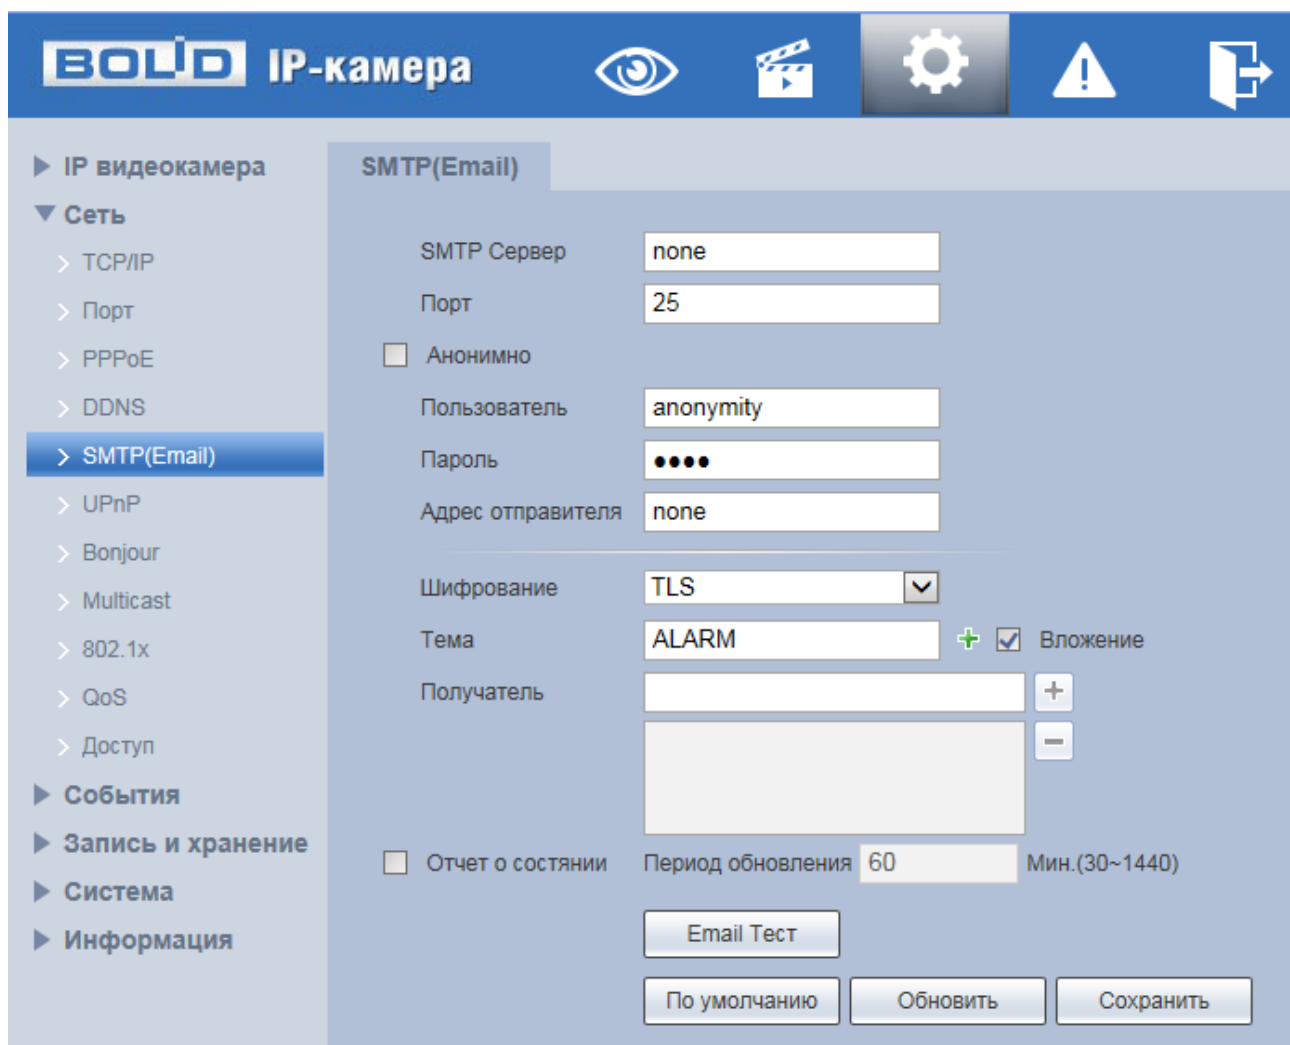 BOLID IP-камера
IP видеокамера
Сеть
TCP/IP
Порт
PPPoE
DDNS
SMTP(Email)
UPnP
Bonjour
Multicast
802.1x
QoS
Доступ
События
Запись и хранение
Система
Информация
SMTP(Email)
SMTP Сервер none
Порт 25
Анонимно
Пользователь anonymity
Пароль ●●●●
Адрес отправителя none
Шифрование TLS
Тема ALARM + Вложение
Получатель +
−
Отчет о состянии Период обновления 60 Мин.(30~1440)
Email Тест
По умолчанию Обновить Сохранить